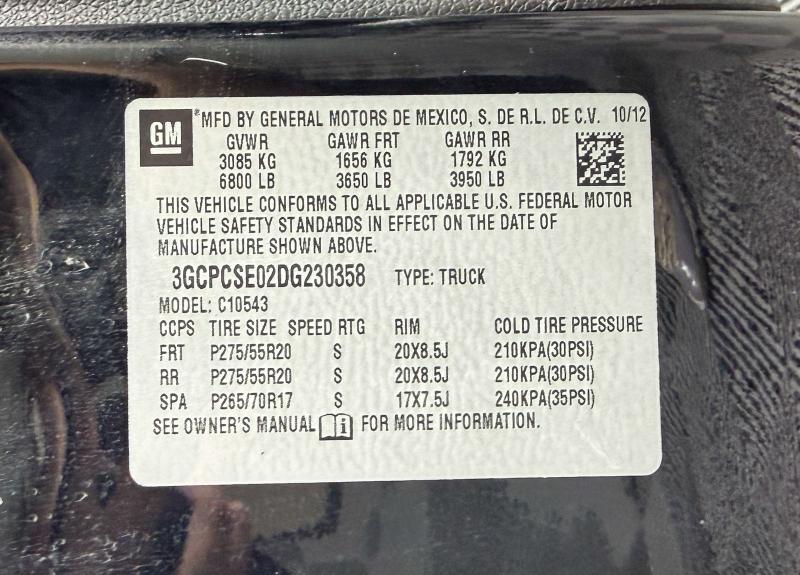 GM
*MFD BY GENERAL MOTORS DE MEXICO, S. DE R.L. DE C.V. 10/12
GVWR GAWR FRT GAWR RR
3085 KG 1656 KG 1792 KG
6800 LB 3650 LB 3950 LB
THIS VEHICLE CONFORMS TO ALL APPLICABLE U.S. FEDERAL MOTOR
VEHICLE SAFETY STANDARDS IN EFFECT ON THE DATE OF
MANUFACTURE SHOWN ABOVE.
3GCPCSE02DG230358 TYPE: TRUCK
MODEL: C10543
CCPS TIRE SIZE SPEED RTG RIM COLD TIRE PRESSURE
FRT P275/55R20 S 20X8.5J 210KPA(30PSI)
RR P275/55R20 S 20X8.5J 210KPA(30PSI)
SPA P265/70R17 S 17X7.5J 240KPA(35PSI)
SEE OWNER'S MANUAL i FOR MORE INFORMATION.